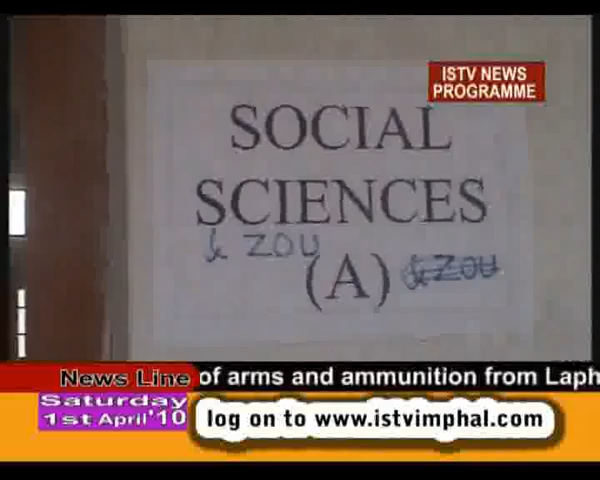 ISTV NEWS
PROGRAMME
SOCIAL
SCIENCES
& ZOU
(A) & ZOU
News Line of arms and ammunition from Laph
Saturday
1st April'10
log on to www.istvimphal.com